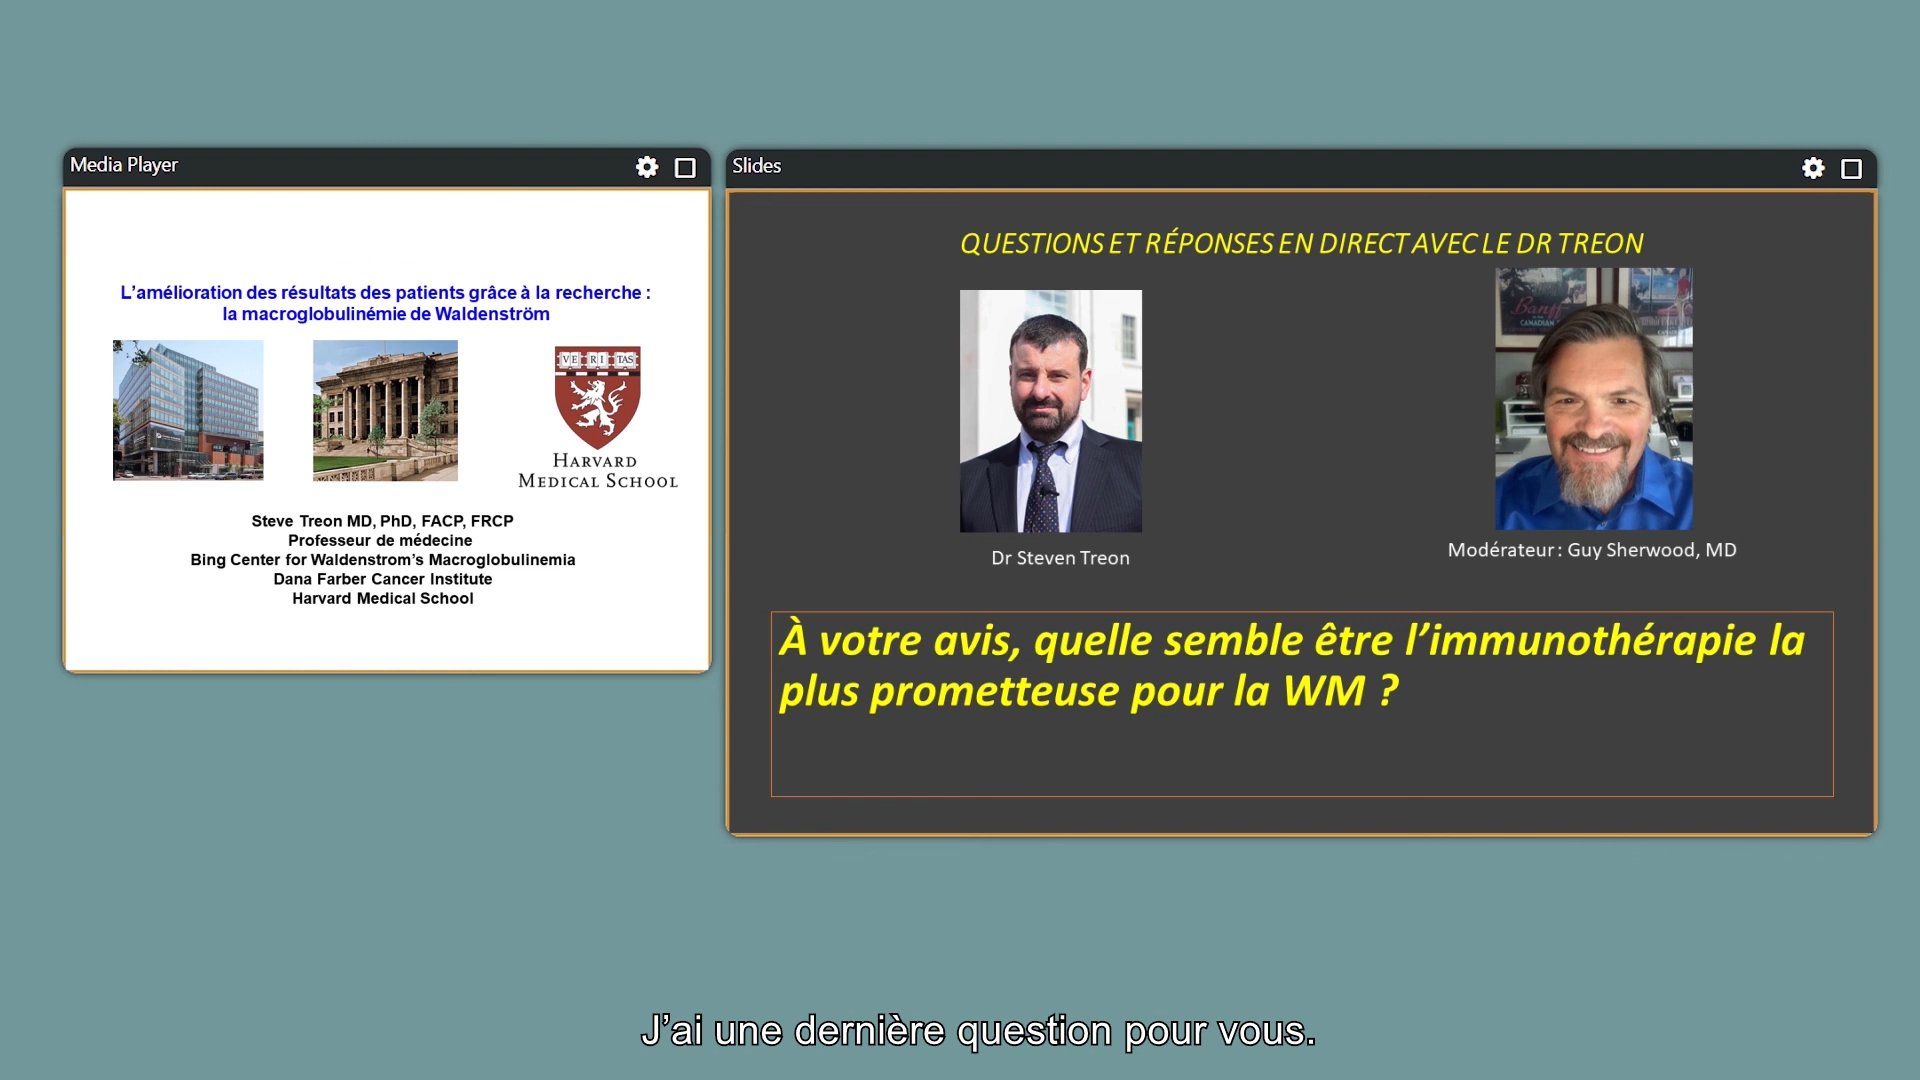 Media Player
L’amélioration des résultats des patients grâce à la recherche :
la macroglobulinémie de Waldenström
VE RI TAS
HARVARD
MEDICAL SCHOOL
Steve Treon MD, PhD, FACP, FRCP
Professeur de médecine
Bing Center for Waldenstrom’s Macroglobulinemia
Dana Farber Cancer Institute
Harvard Medical School
Slides
QUESTIONS ET RÉPONSES EN DIRECT AVEC LE DR TREON
Banff
CANADIAN
Dr Steven Treon
Modérateur : Guy Sherwood, MD
À votre avis, quelle semble être l’immunothérapie la
plus prometteuse pour la WM ?
J’ai une dernière question pour vous.